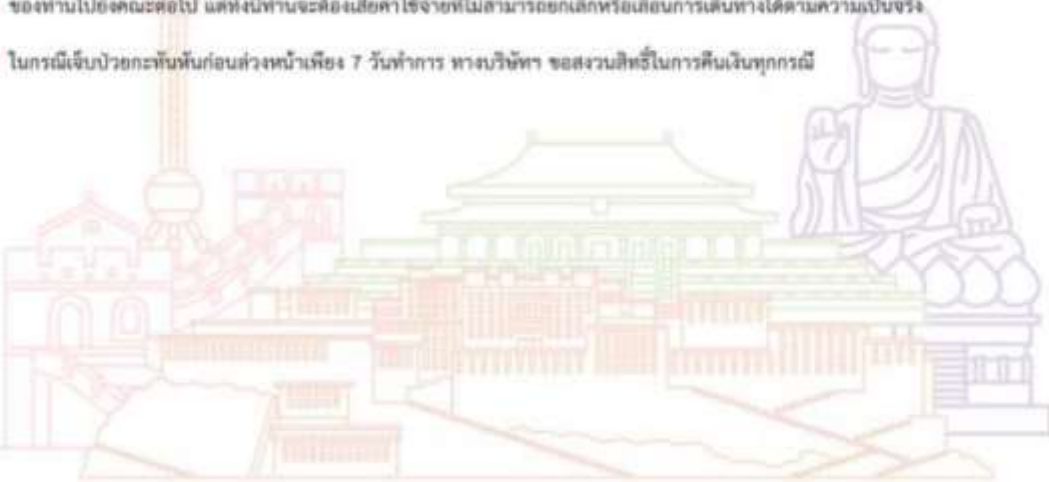 ของท่านไปยังคณะต่อไป แต่ทั้งนี้ท่านจะต้องเสียค่าใช้จ่ายที่ไม่สามารถยกเลิกหรือเลื่อนการเดินทางได้ตามความเป็นจริง
ในกรณีเจ็บป่วยกะทันหันก่อนล่วงหน้าเพียง 7 วันทำการ ทางบริษัทฯ ขอสงวนสิทธิ์ในการคืนเงินทุกกรณี